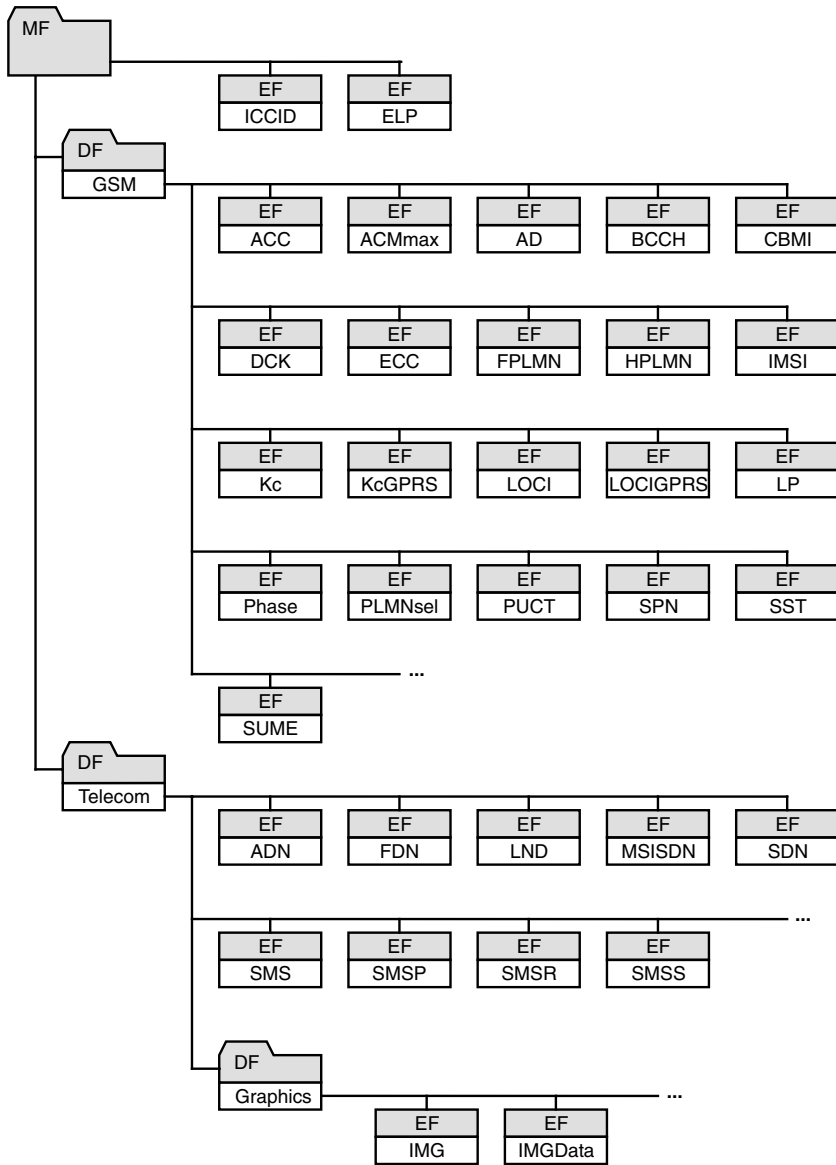 MF
EF EF
ICCID ELP
DF
GSM
EF EF EF EF EF
ACC ACMmax AD BCCH CBMI
EF EF EF EF EF
DCK ECC FPLMN HPLMN IMSI
EF EF EF EF EF
Kc KcGPRS LOCI LOCIGPRS LP
EF EF EF EF EF
Phase PLMNsel PUCT SPN SST
...
EF
SUME
DF
Telecom
EF EF EF EF EF
ADN FDN LND MSISDN SDN
...
EF EF EF EF
SMS SMSP SMSR SMSS
DF
Graphics
...
EF EF
IMG IMGData